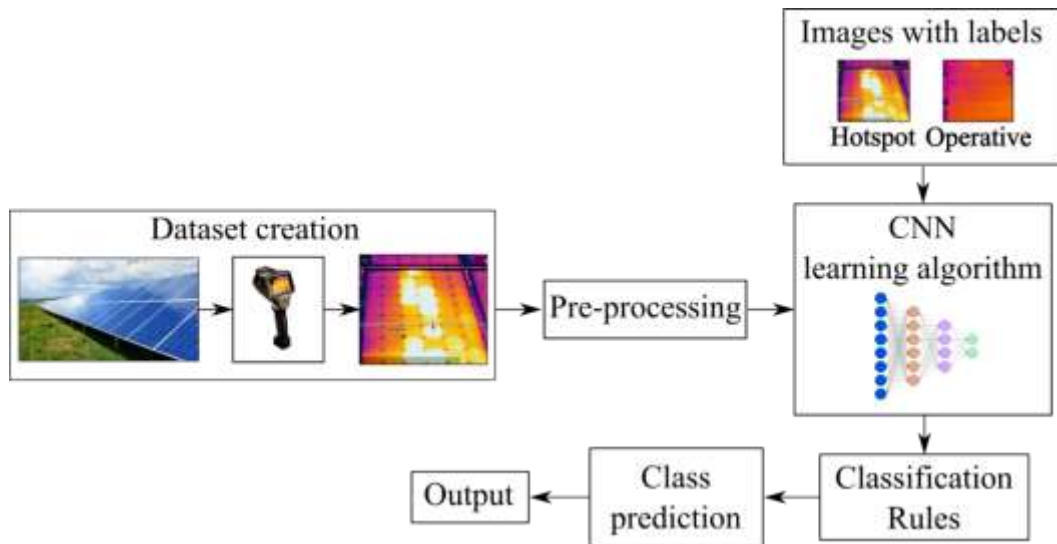 Images with labels
Hotspot Operative
Dataset creation
Pre-processing
CNN
learning algorithm
Classification
Rules
Class
prediction
Output